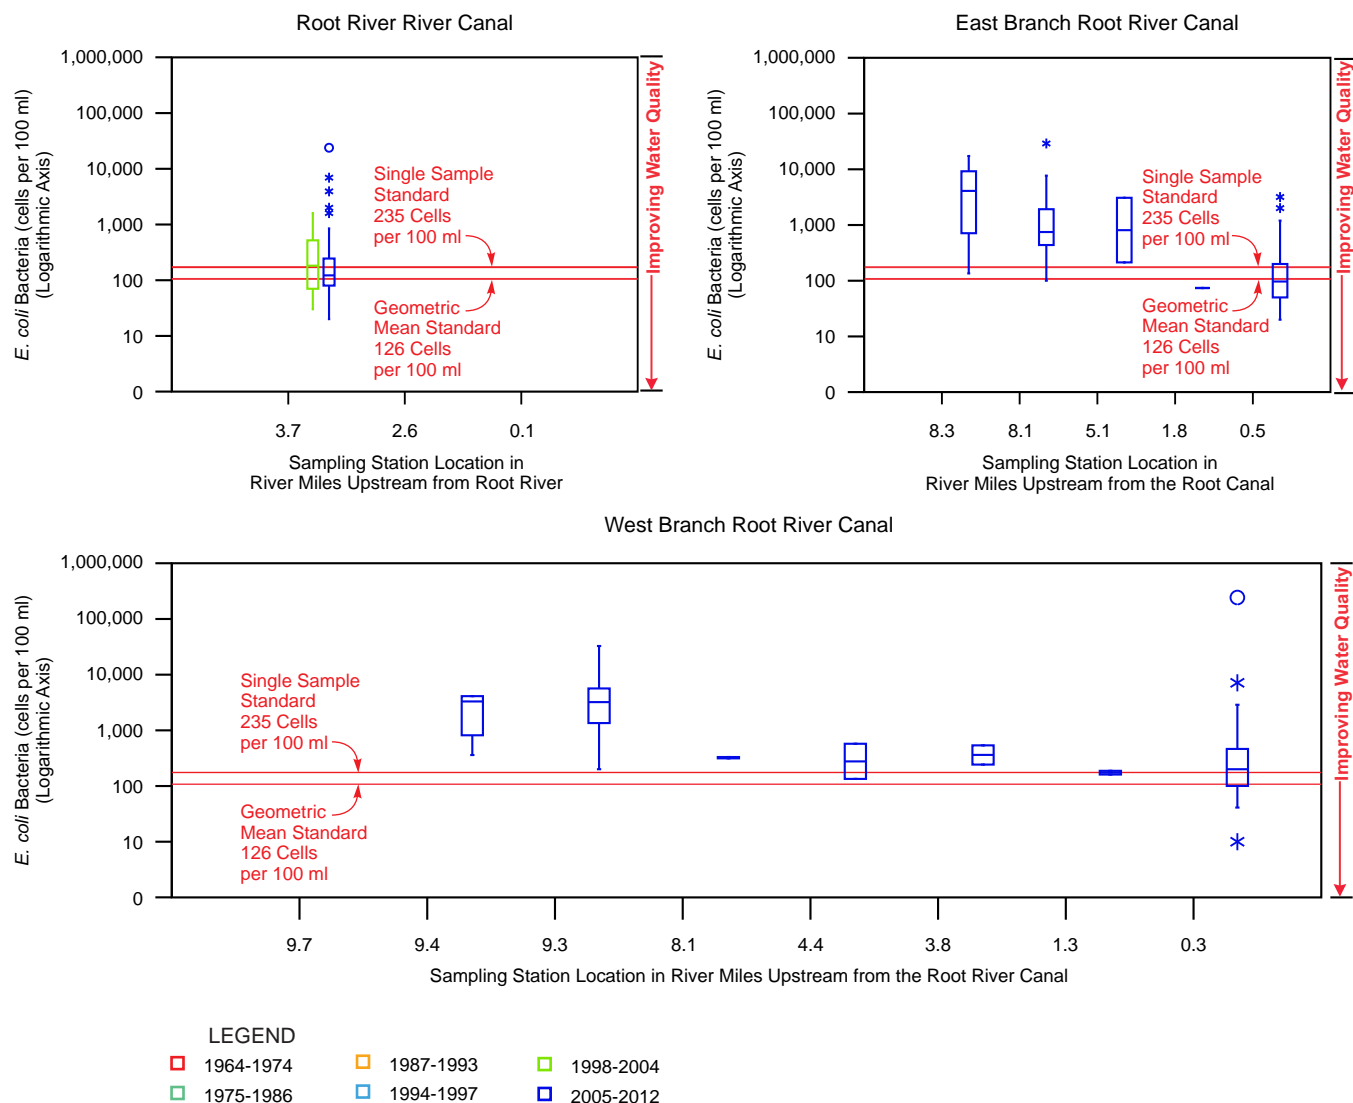 Root River River Canal
1,000,000
100,000
10,000
1,000
100
10
0
E. coli Bacteria (cells per 100 ml)
(Logarithmic Axis)
Single Sample
Standard
235 Cells
per 100 ml
Geometric
Mean Standard
126 Cells
per 100 ml
Improving Water Quality
3.7 2.6 0.1
Sampling Station Location in
River Miles Upstream from Root River
East Branch Root River Canal
1,000,000
100,000
10,000
1,000
100
10
0
E. coli Bacteria (cells per 100 ml)
(Logarithmic Axis)
Single Sample
Standard
235 Cells
per 100 ml
Geometric
Mean Standard
126 Cells
per 100 ml
Improving Water Quality
8.3 8.1 5.1 1.8 0.5
Sampling Station Location in
River Miles Upstream from the Root Canal
West Branch Root River Canal
1,000,000
100,000
10,000
1,000
100
10
0
E. coli Bacteria (cells per 100 ml)
(Logarithmic Axis)
Single Sample
Standard
235 Cells
per 100 ml
Geometric
Mean Standard
126 Cells
per 100 ml
Improving Water Quality
9.7 9.4 9.3 8.1 4.4 3.8 1.3 0.3
Sampling Station Location in River Miles Upstream from the Root River Canal
LEGEND
1964-1974 1987-1993 1998-2004
1975-1986 1994-1997 2005-2012